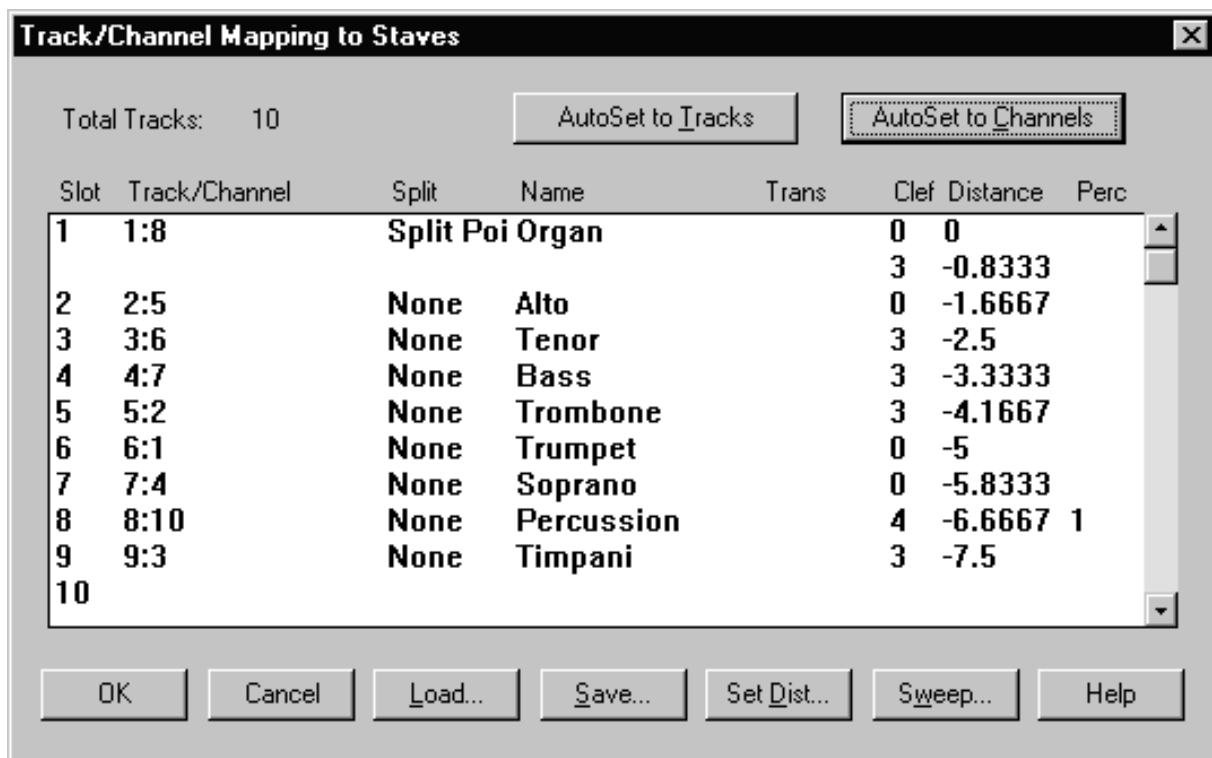 Track/Channel Mapping to Staves
Total Tracks: 10 AutoSet to Tracks AutoSet to Channels
Slot Track/Channel Split Name Trans Clef Distance Perc
1 1:8 Split Poi Organ 0 0
3 -0.8333
2 2:5 None Alto 0 -1.6667
3 3:6 None Tenor 3 -2.5
4 4:7 None Bass 3 -3.3333
5 5:2 None Trombone 3 -4.1667
6 6:1 None Trumpet 0 -5
7 7:4 None Soprano 0 -5.8333
8 8:10 None Percussion 4 -6.6667 1
9 9:3 None Timpani 3 -7.5
10
OK Cancel Load... Save... Set Dist... Sweep... Help